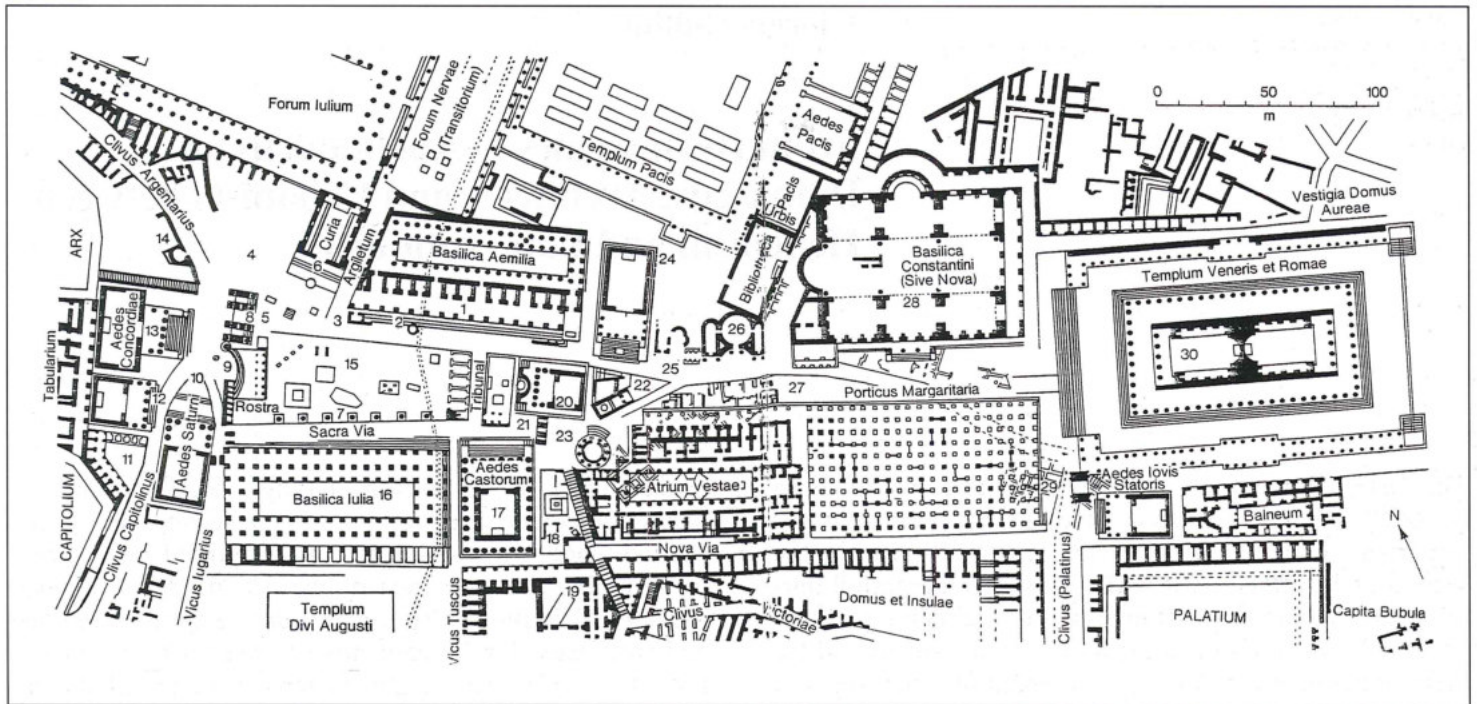 Forum Iulium
Forum Nervae
(Transitorium)
Templum Pacis
Aedes
Pacis
0 50 100
m
Clivus Argentarius
Vestigia Domus
Aureae
ARX
14
4
Curia
6
Argiletum
Basilica Aemilia
1
24
Bibliotheca
Pacis
Urbis
Basilica
Constantini
(Sive Nova)
28
Templum Veneris et Romae
30
Tabularium
Aedes
Concordiae
13
8
5
3
2
26
25
9
15
10
12
Rostra
7
Tribunal
20
22
27
Porticus Margaritaria
Sacra Via
21
23
11
Aedes Saturni
Basilica Iulia 16
Aedes
Castorum
17
Atrium Vestae
29
Aedes Iovis
Statoris
Balneum
N
CAPITOLIUM
Clivus Capitolinus
Vicus Iugarius
18
Nova Via
Templum
Divi Augusti
Vicus Tuscus
19
Clivus Victoriae
Domus et Insulae
Clivus (Palatinus)
PALATIUM
Capita Bubula